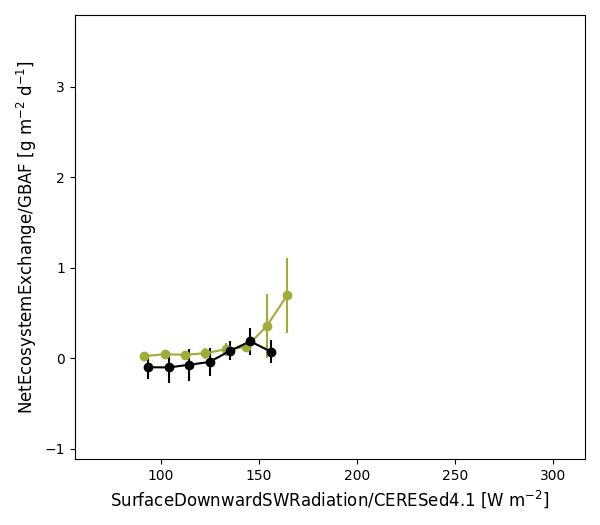 NetEcosystemExchange/GBAF [g m⁻² d⁻¹]
3
2
1
0
−1
100 150 200 250 300
SurfaceDownwardSWRadiation/CERESed4.1 [W m⁻²]